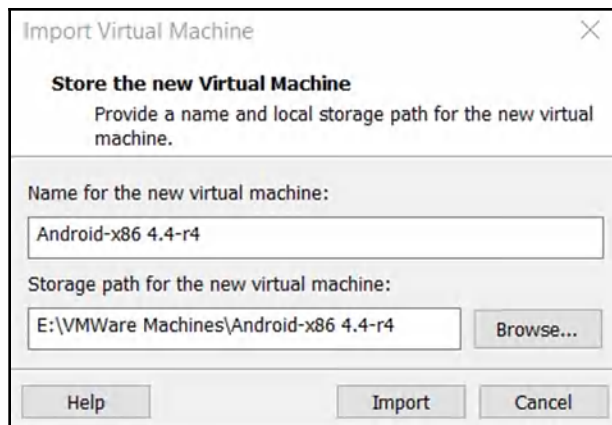 Import Virtual Machine
Store the new Virtual Machine
Provide a name and local storage path for the new virtual
machine.
Name for the new virtual machine:
Android-x86 4.4-r4
Storage path for the new virtual machine:
E:\VMWare Machines\Android-x86 4.4-r4
Browse...
Help
Import
Cancel